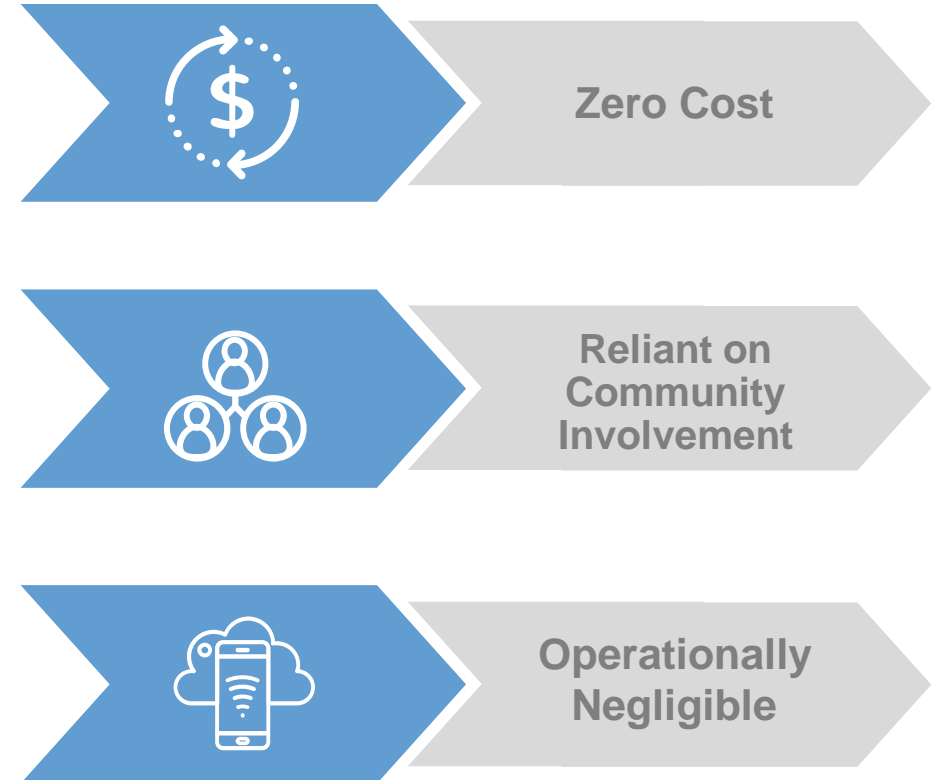 $
Zero Cost
Reliant on
Community
Involvement
Operationally
Negligible